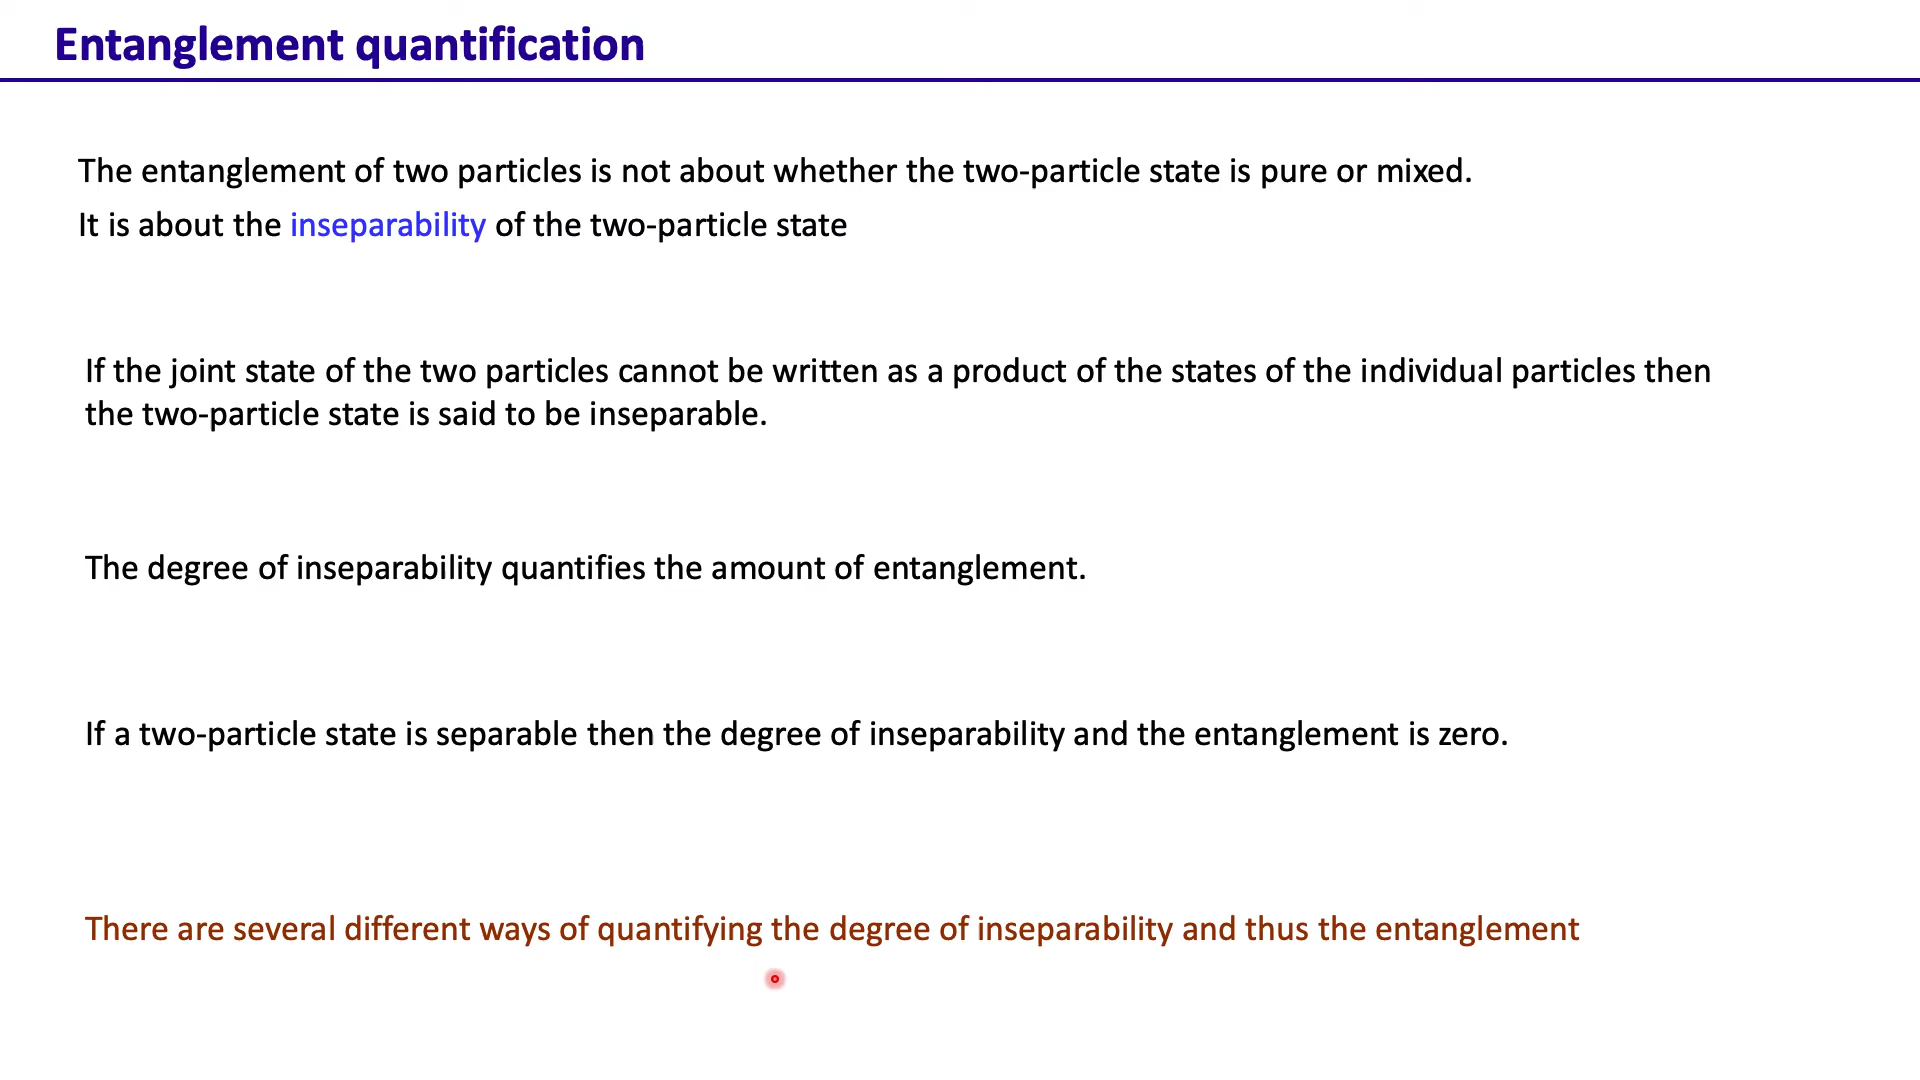 Entanglement quantification
The entanglement of two particles is not about whether the two-particle state is pure or mixed.
It is about the inseparability of the two-particle state
If the joint state of the two particles cannot be written as a product of the states of the individual particles then
the two-particle state is said to be inseparable.
The degree of inseparability quantifies the amount of entanglement.
If a two-particle state is separable then the degree of inseparability and the entanglement is zero.
There are several different ways of quantifying the degree of inseparability and thus the entanglement